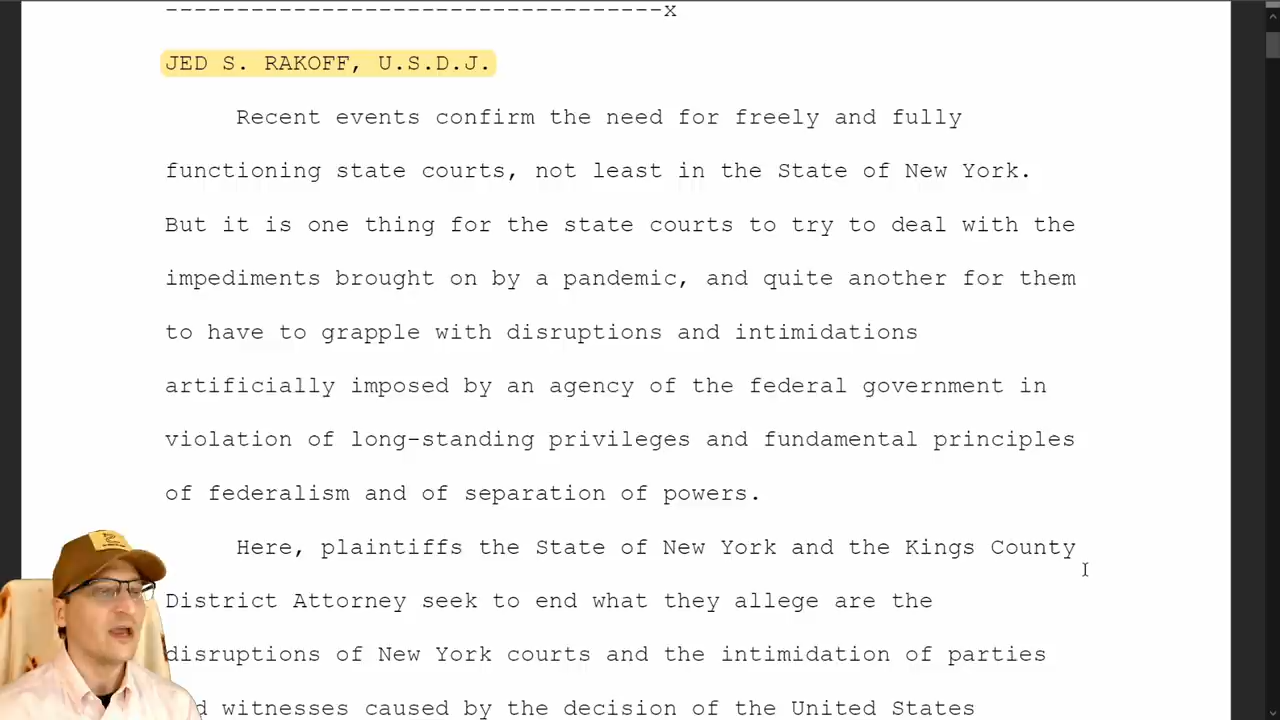 -----------------------------------x
JED S. RAKOFF, U.S.D.J.
Recent events confirm the need for freely and fully
functioning state courts, not least in the State of New York.
But it is one thing for the state courts to try to deal with the
impediments brought on by a pandemic, and quite another for them
to have to grapple with disruptions and intimidations
artificially imposed by an agency of the federal government in
violation of long-standing privileges and fundamental principles
of federalism and of separation of powers.
Here, plaintiffs the State of New York and the Kings County
District Attorney seek to end what they allege are the
disruptions of New York courts and the intimidation of parties
witnesses caused by the decision of the United States